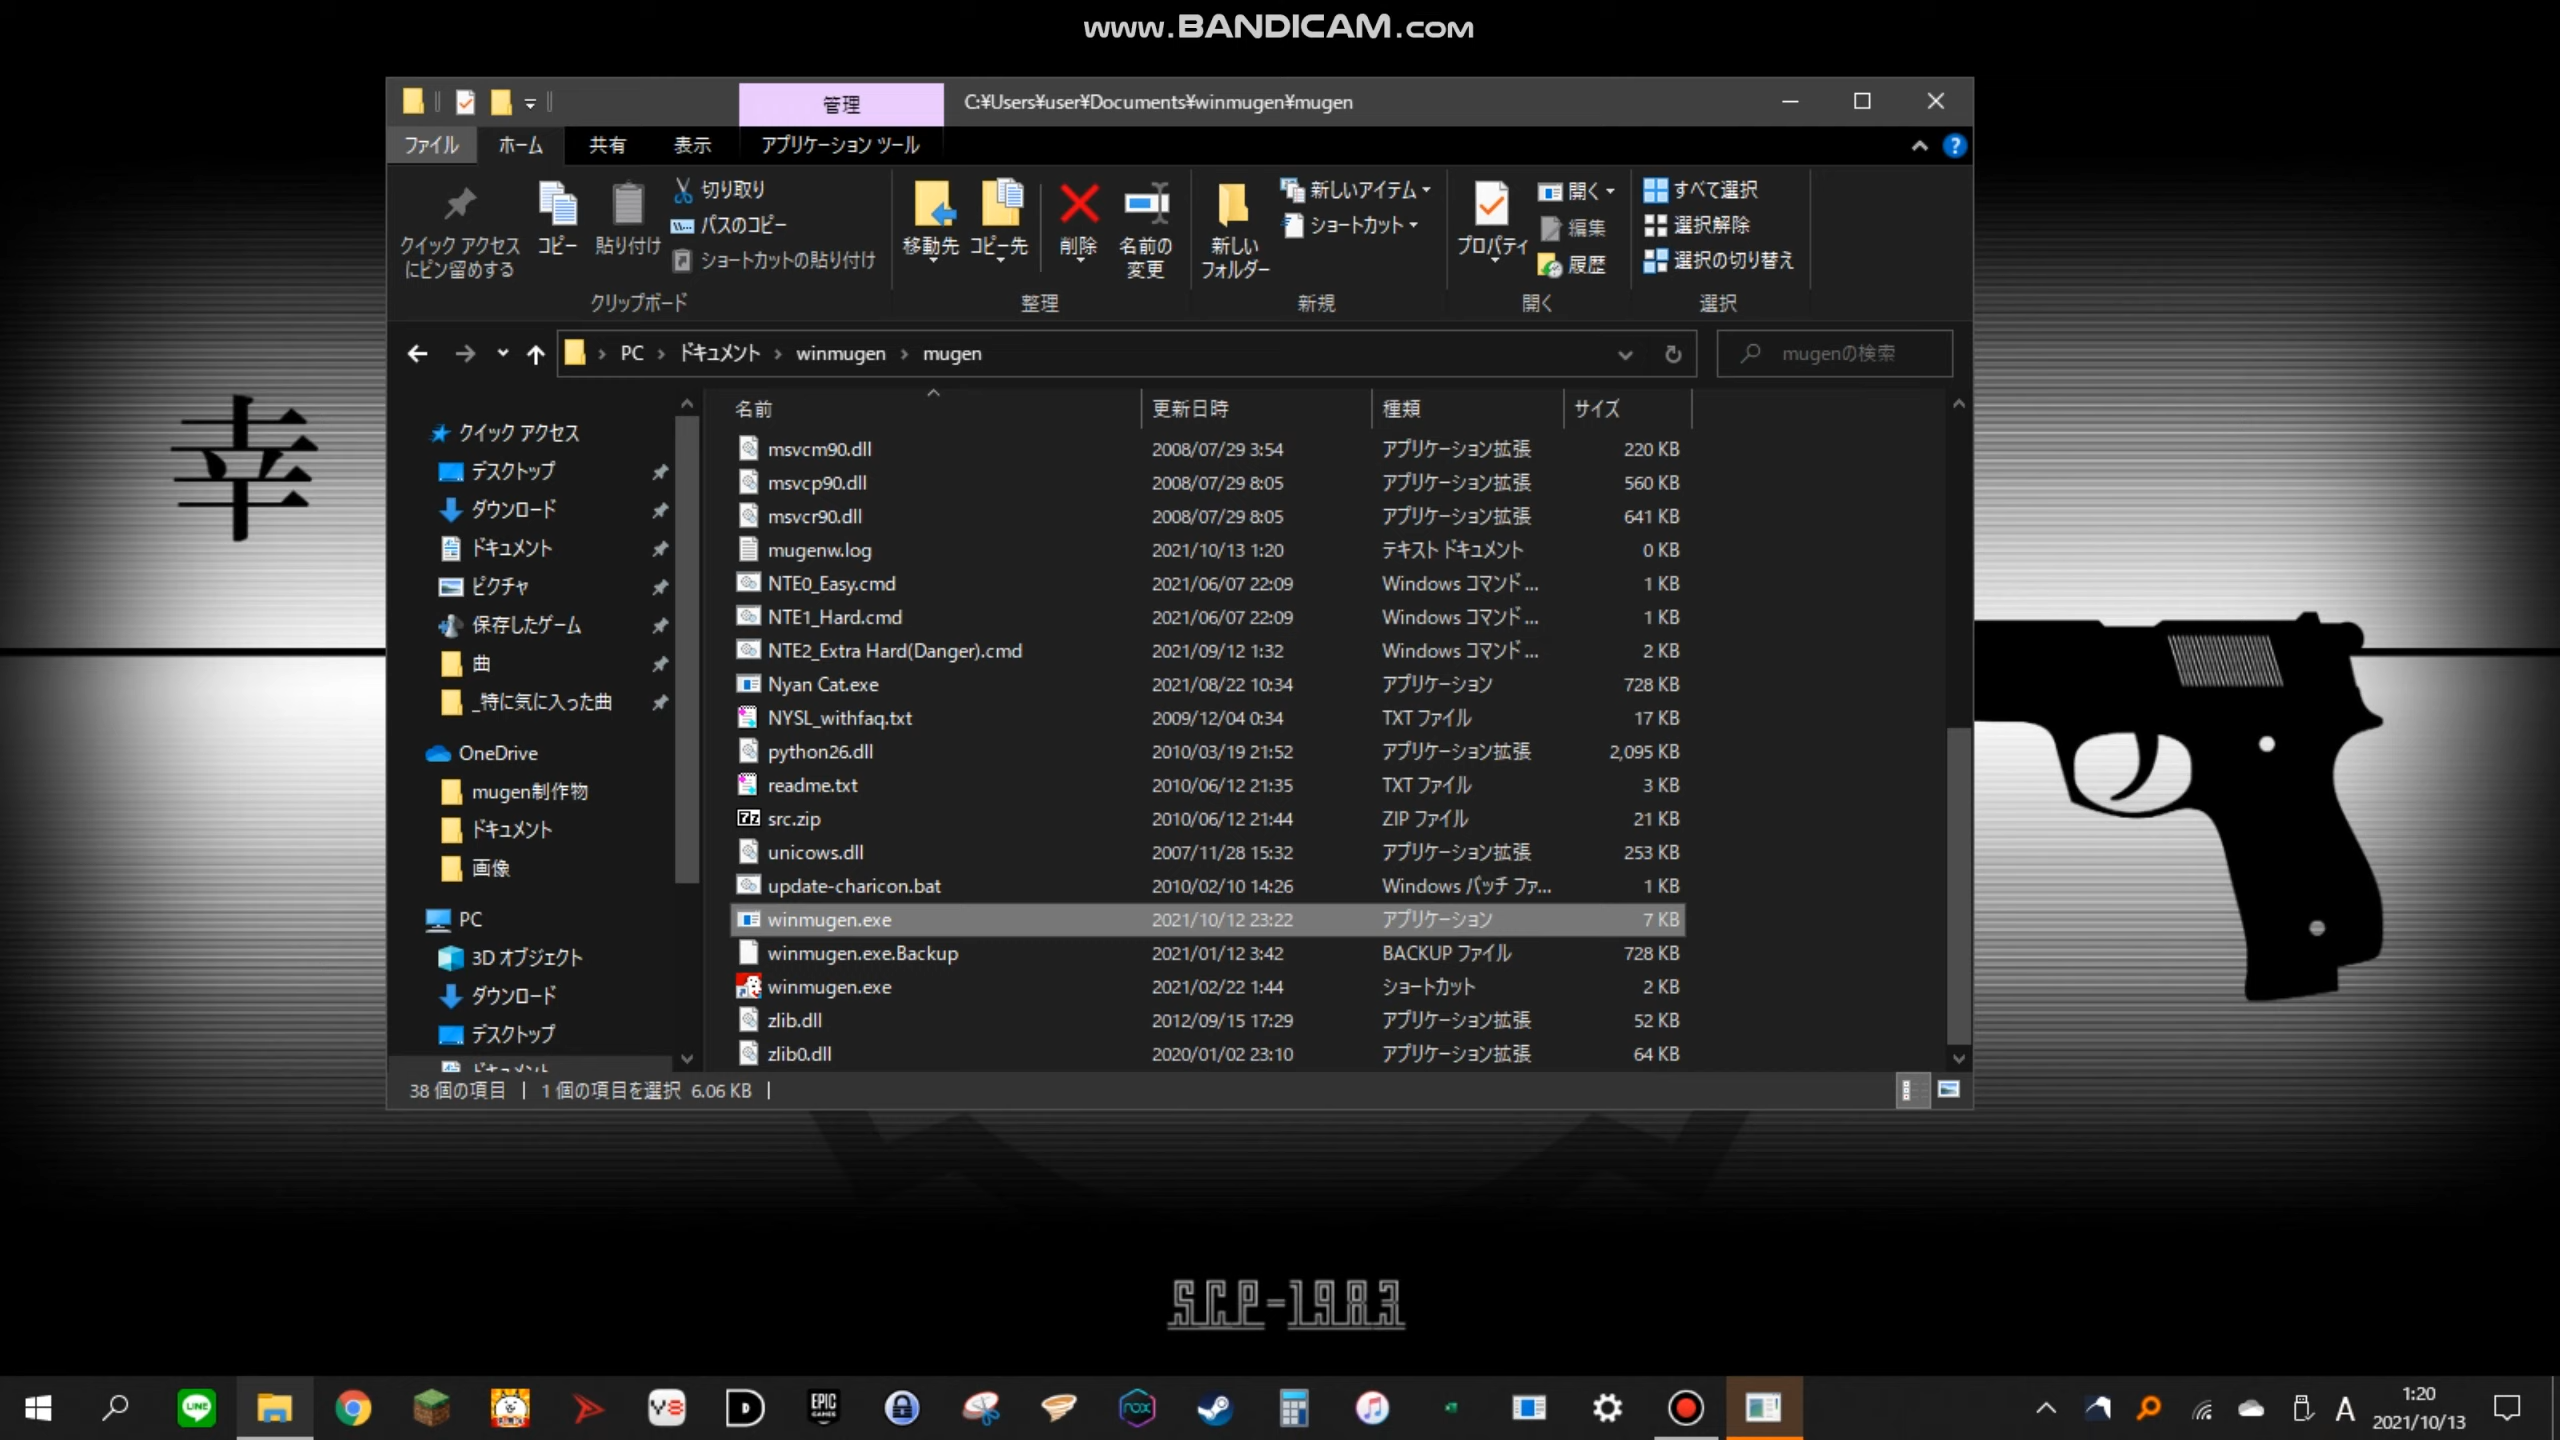 www.BANDICAM.com
管理
C:¥Users¥user¥Documents¥winmugen¥mugen
ファイル ホーム 共有 表示 アプリケーション ツール
クイック アクセス
にピン留めする
コピー
貼り付け
切り取り
パスのコピー
ショートカットの貼り付け
クリップボード
移動先
コピー先
削除
名前の
変更
整理
新しい
フォルダー
新しいアイテム
ショートカット
新規
プロパティ
開く
編集
履歴
開く
すべて選択
選択解除
選択の切り替え
選択
PC › ドキュメント › winmugen › mugen
mugenの検索
クイック アクセス
デスクトップ
ダウンロード
ドキュメント
ピクチャ
保存したゲーム
曲
_特に気に入った曲
OneDrive
mugen制作物
ドキュメント
画像
PC
3D オブジェクト
ダウンロード
デスクトップ
ドキュメント
名前 更新日時 種類 サイズ
msvcm90.dll 2008/07/29 3:54 アプリケーション拡張 220 KB
msvcp90.dll 2008/07/29 8:05 アプリケーション拡張 560 KB
msvcr90.dll 2008/07/29 8:05 アプリケーション拡張 641 KB
mugenw.log 2021/10/13 1:20 テキスト ドキュメント 0 KB
NTE0_Easy.cmd 2021/06/07 22:09 Windows コマンド ... 1 KB
NTE1_Hard.cmd 2021/06/07 22:09 Windows コマンド ... 1 KB
NTE2_Extra Hard(Danger).cmd 2021/09/12 1:32 Windows コマンド ... 2 KB
Nyan Cat.exe 2021/08/22 10:34 アプリケーション 728 KB
NYSL_withfaq.txt 2009/12/04 0:34 TXT ファイル 17 KB
python26.dll 2010/03/19 21:52 アプリケーション拡張 2,095 KB
readme.txt 2010/06/12 21:35 TXT ファイル 3 KB
src.zip 2010/06/12 21:44 ZIP ファイル 21 KB
unicows.dll 2007/11/28 15:32 アプリケーション拡張 253 KB
update-charicon.bat 2010/02/10 14:26 Windows バッチ ファ... 1 KB
winmugen.exe 2021/10/12 23:22 アプリケーション 7 KB
winmugen.exe.Backup 2021/01/12 3:42 BACKUP ファイル 728 KB
winmugen.exe 2021/02/22 1:44 ショートカット 2 KB
zlib.dll 2012/09/15 17:29 アプリケーション拡張 52 KB
zlib0.dll 2020/01/02 23:10 アプリケーション拡張 64 KB
38 個の項目 1 個の項目を選択 6.06 KB
幸
SCP-1983
LINE
Y8
D
EPIC
GAMES
nox
A
1:20
2021/10/13